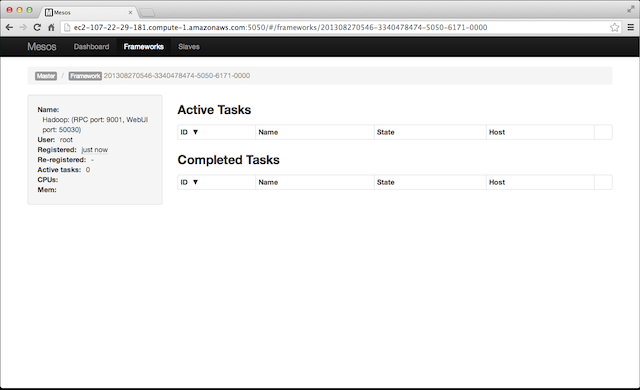 Mesos
ec2-107-22-29-181.compute-1.amazonaws.com:5050/#/frameworks/201308270546-3340478474-5050-6171-0000
Mesos Dashboard Frameworks Slaves
Master / Framework 201308270546-3340478474-5050-6171-0000
Name:
Hadoop: (RPC port: 9001, WebUI
port: 50030)
User: root
Registered: just now
Re-registered: -
Active tasks: 0
CPUs:
Mem:
Active Tasks
ID ▼ Name State Host
Completed Tasks
ID ▼ Name State Host